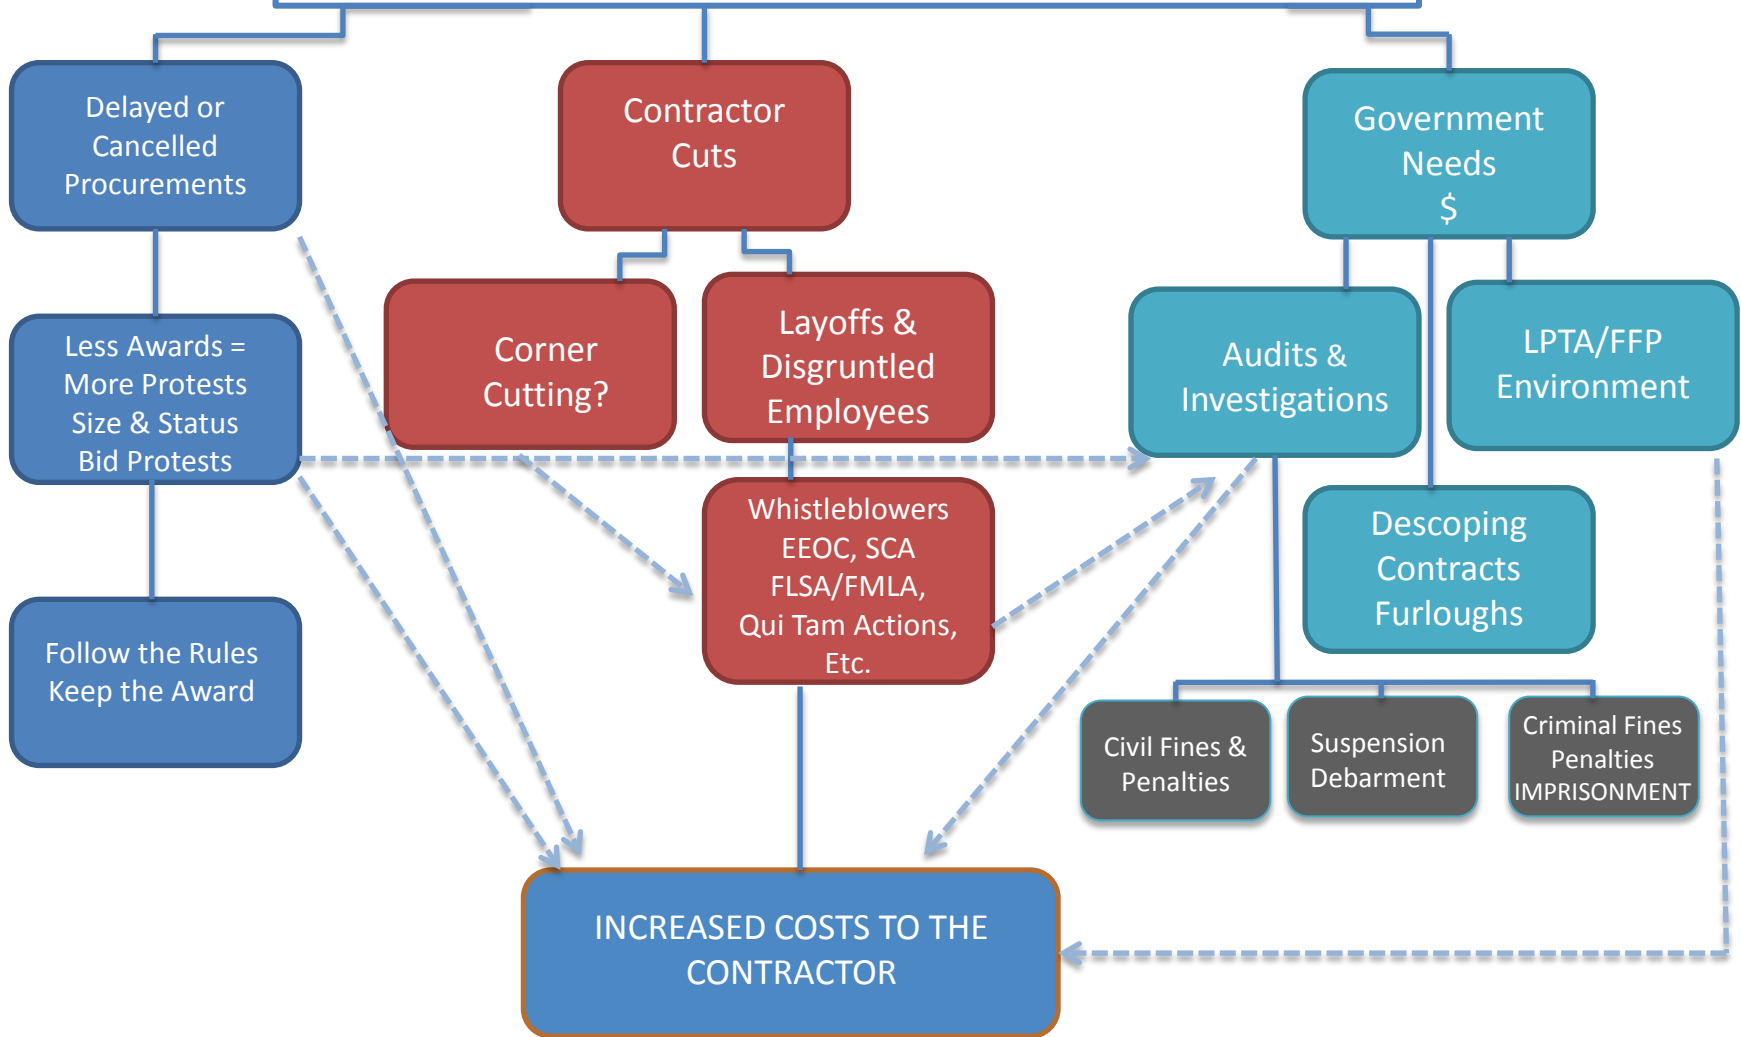 Delayed or
Cancelled
Procurements
Contractor
Cuts
Government
Needs
$
Less Awards =
More Protests
Size & Status
Bid Protests
Corner
Cutting?
Layoffs &
Disgruntled
Employees
Audits &
Investigations
LPTA/FFP
Environment
Whistleblowers
EEOC, SCA
FLSA/FMLA,
Qui Tam Actions,
Etc.
Descoping
Contracts
Furloughs
Follow the Rules
Keep the Award
Civil Fines &
Penalties
Suspension
Debarment
Criminal Fines
Penalties
IMPRISONMENT
INCREASED COSTS TO THE
CONTRACTOR